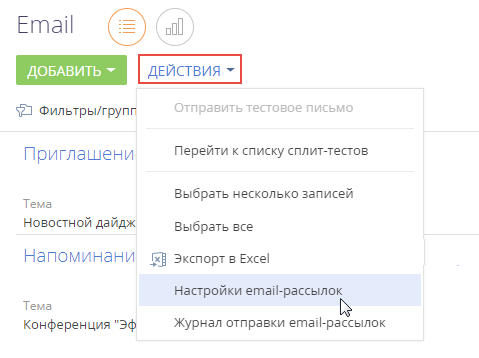 Email
ДОБАВИТЬ
ДЕЙСТВИЯ
Фильтры/групп
Отправить тестовое письмо
Перейти к списку сплит-тестов
Приглашени
Выбрать несколько записей
Тема
Новостной дайдж
Выбрать все
Напоминани
Экспорт в Excel
Настройки email-рассылок
Тема
Конференция "Эф
Журнал отправки email-рассылок